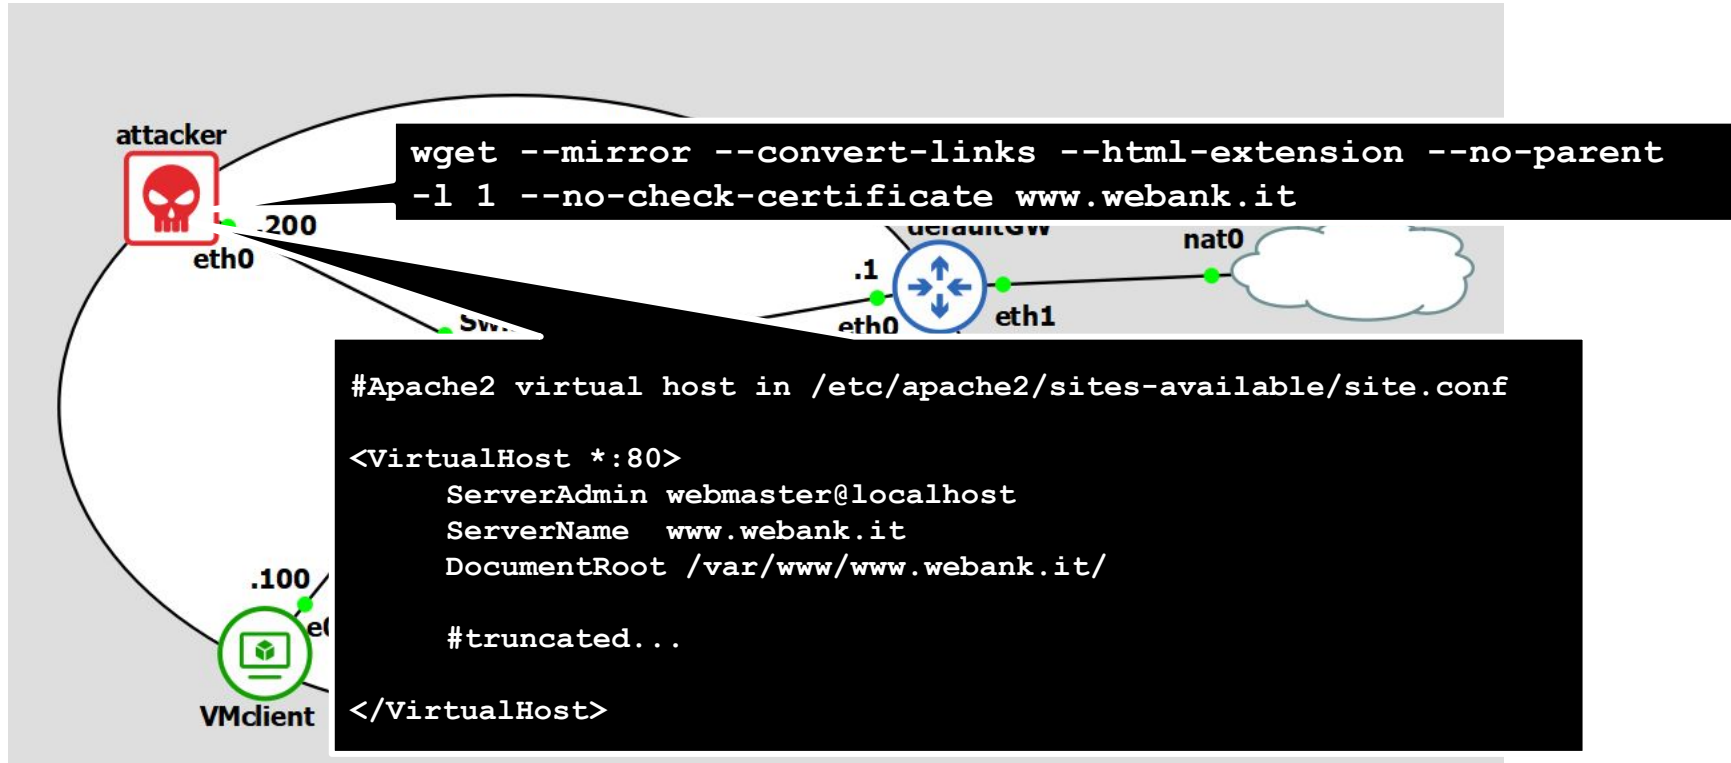 attacker
wget --mirror --convert-links --html-extension --no-parent
-l 1 --no-check-certificate www.webank.it
.200
eth0
defaultGW
nat0
.1
eth0
eth1
#Apache2 virtual host in /etc/apache2/sites-available/site.conf
<VirtualHost *:80>
ServerAdmin webmaster@localhost
ServerName  www.webank.it
DocumentRoot /var/www/www.webank.it/
#truncated...
</VirtualHost>
.100
VMclient